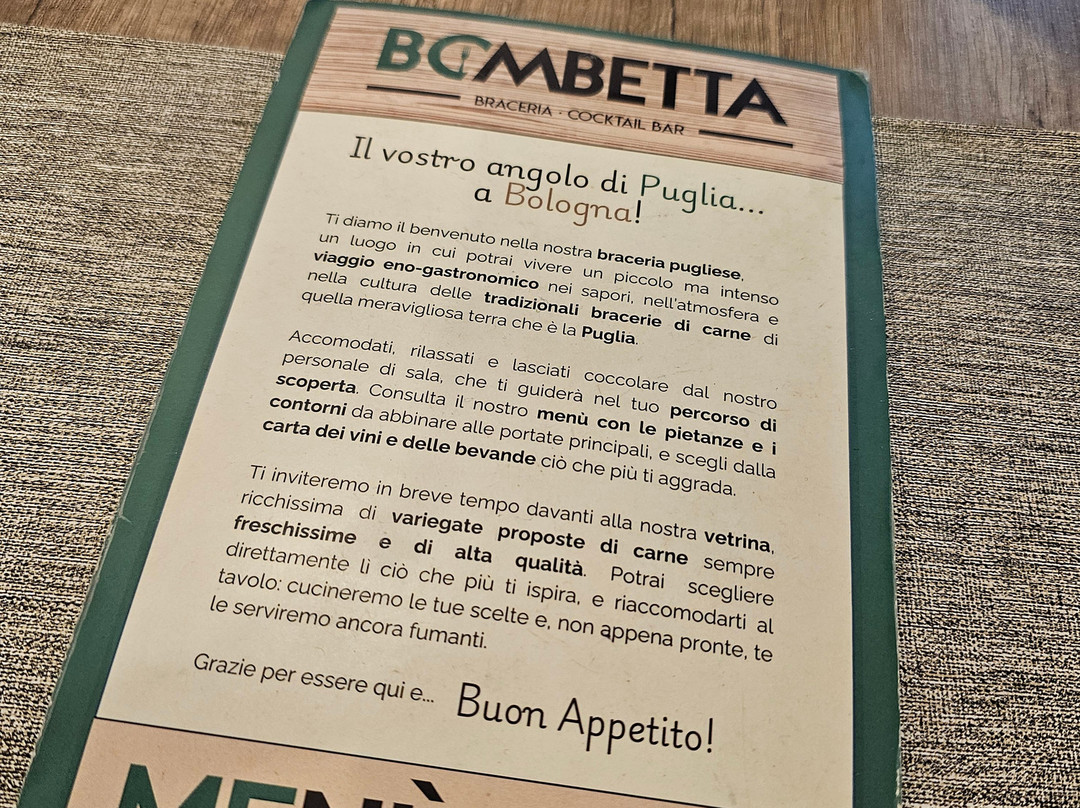 BOMBETTA
BRACERIA · COCKTAIL BAR
Il vostro angolo di Puglia...
a Bologna!
Ti diamo il benvenuto nella nostra braceria pugliese,
un luogo in cui potrai vivere un piccolo ma intenso
viaggio eno-gastronomico nei sapori, nell'atmosfera e
nella cultura delle tradizionali bracerie di carne di
quella meravigliosa terra che è la Puglia.
Accomodati, rilassati e lasciati coccolare dal nostro
personale di sala, che ti guiderà nel tuo percorso di
scoperta. Consulta il nostro menù con le pietanze e i
contorni da abbinare alle portate principali, e scegli dalla
carta dei vini e delle bevande ciò che più ti aggrada.
Ti inviteremo in breve tempo davanti alla nostra vetrina,
ricchissima di variegate proposte di carne sempre
freschissime e di alta qualità. Potrai scegliere
direttamente lì ciò che più ti ispira, e riaccomodarti al
tavolo: cucineremo le tue scelte e, non appena pronte, te
le serviremo ancora fumanti.
Grazie per essere qui e... Buon Appetito!
MENÙ